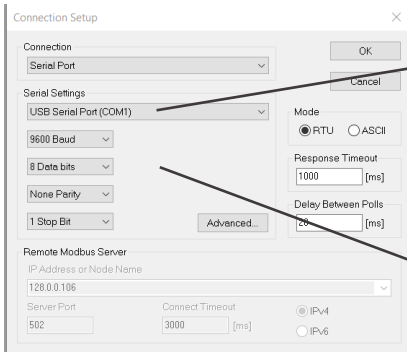 Connection Setup
Connection
Serial Port
OK
Cancel
Serial Settings
USB Serial Port (COM1)
Mode
RTU
ASCII
9600 Baud
8 Data bits
Response Timeout
1000 [ms]
None Parity
Delay Between Polls
20 [ms]
1 Stop Bit
Advanced...
Remote Modbus Server
IP Address or Node Name
128.0.0.106
Server Port
Connect Timeout
502
3000 [ms]
IPv4
IPv6